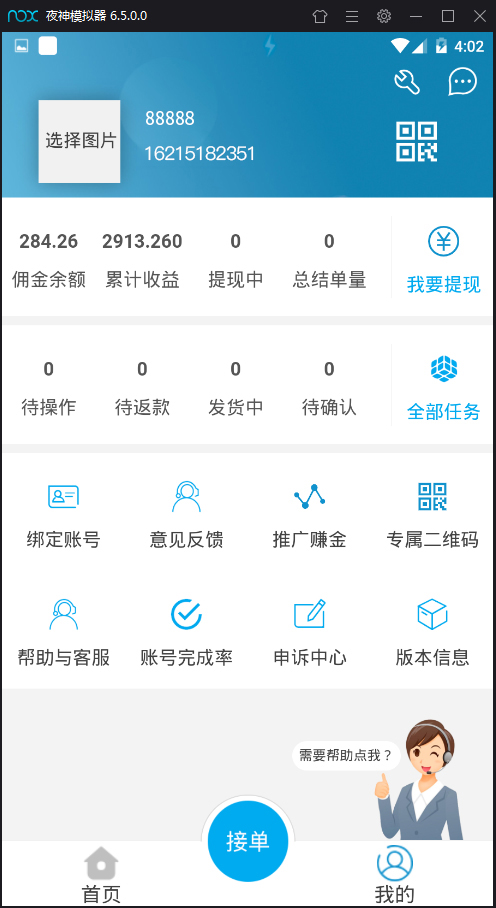 nox 夜神模拟器 6.5.0.0
4:02
选择图片
88888
16215182351
284.26 2913.260 0 0
佣金余额 累计收益 提现中 总结单量 我要提现
0 0 0 0
待操作 待返款 发货中 待确认 全部任务
绑定账号 意见反馈 推广赚金 专属二维码
帮助与客服 账号完成率 申诉中心 版本信息
需要帮助点我？
接单
首页 我的